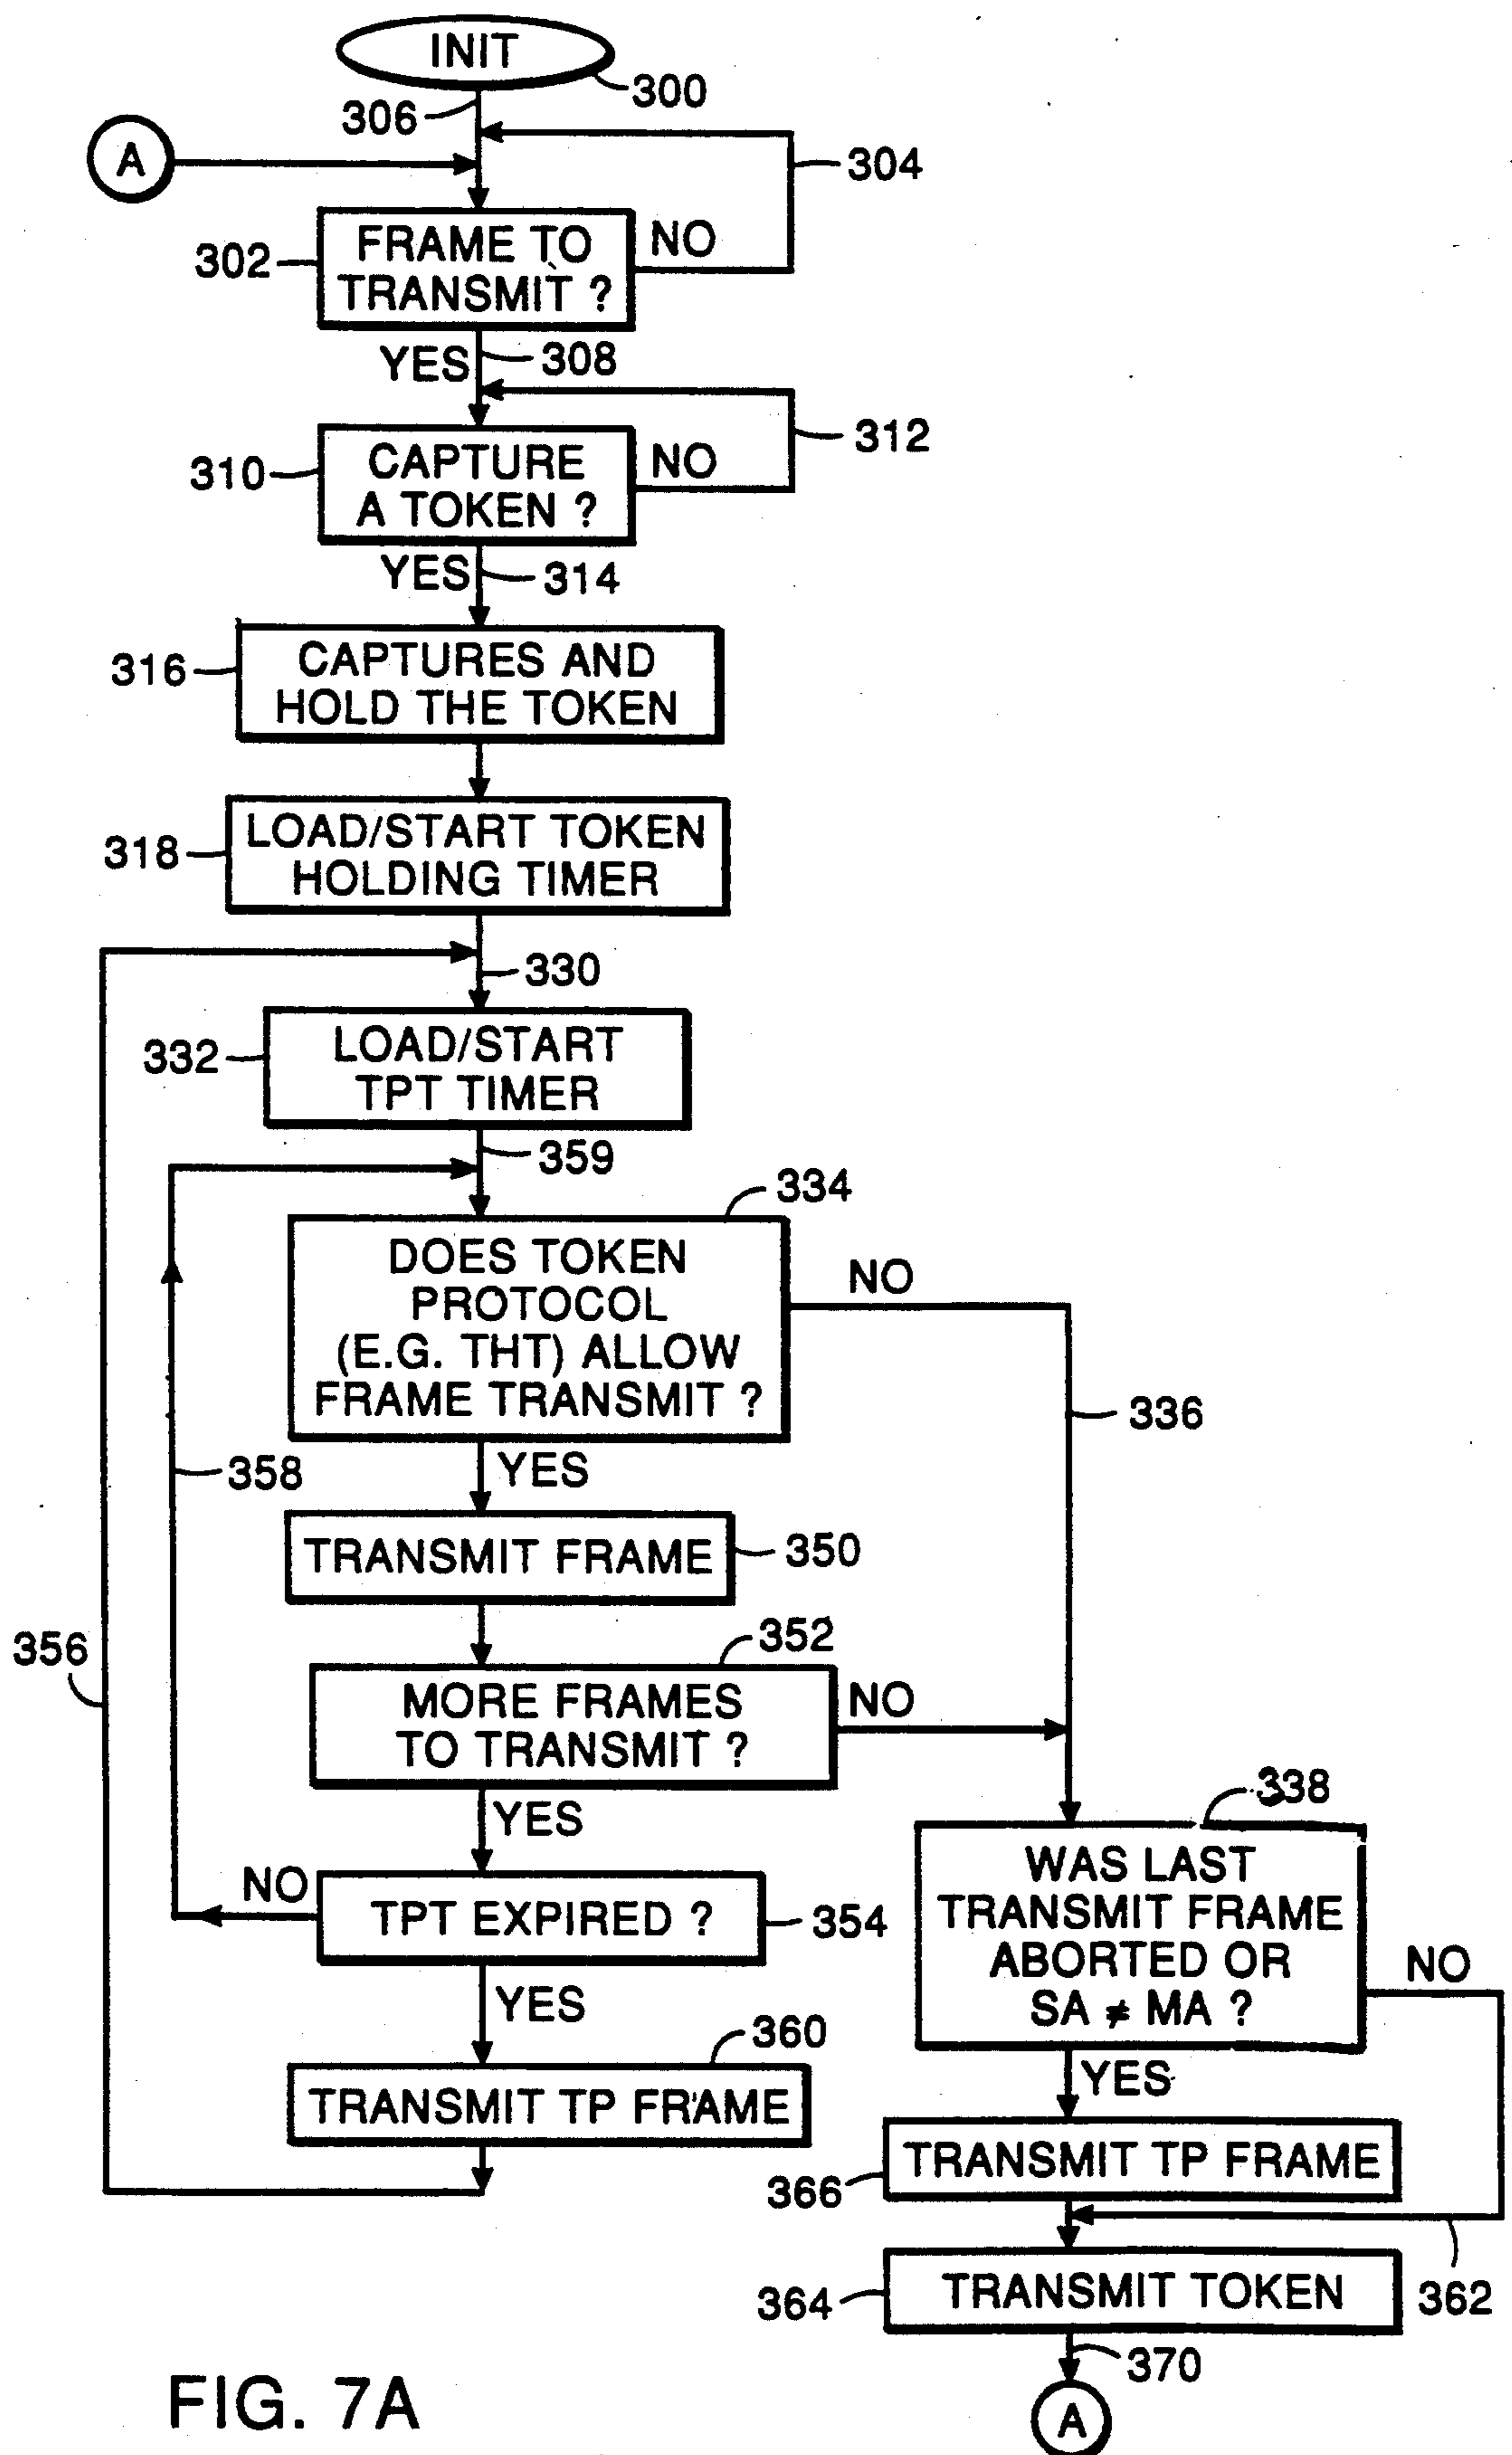 INIT
300
306
A
304
302
FRAME TO
TRANSMIT ?
NO
YES
308
312
310
CAPTURE
A TOKEN ?
NO
YES
314
316
CAPTURES AND
HOLD THE TOKEN
318
LOAD/START TOKEN
HOLDING TIMER
330
332
LOAD/START
TPT TIMER
359
334
DOES TOKEN
PROTOCOL
(E.G. THT) ALLOW
FRAME TRANSMIT ?
NO
336
YES
358
TRANSMIT FRAME
350
356
352
MORE FRAMES
TO TRANSMIT ?
NO
YES
338
WAS LAST
TRANSMIT FRAME
ABORTED OR
SA ≠ MA ?
NO
NO
TPT EXPIRED ?
354
YES
360
YES
TRANSMIT TP FRAME
TRANSMIT TP FRAME
366
TRANSMIT TOKEN
364
362
370
A
FIG. 7A